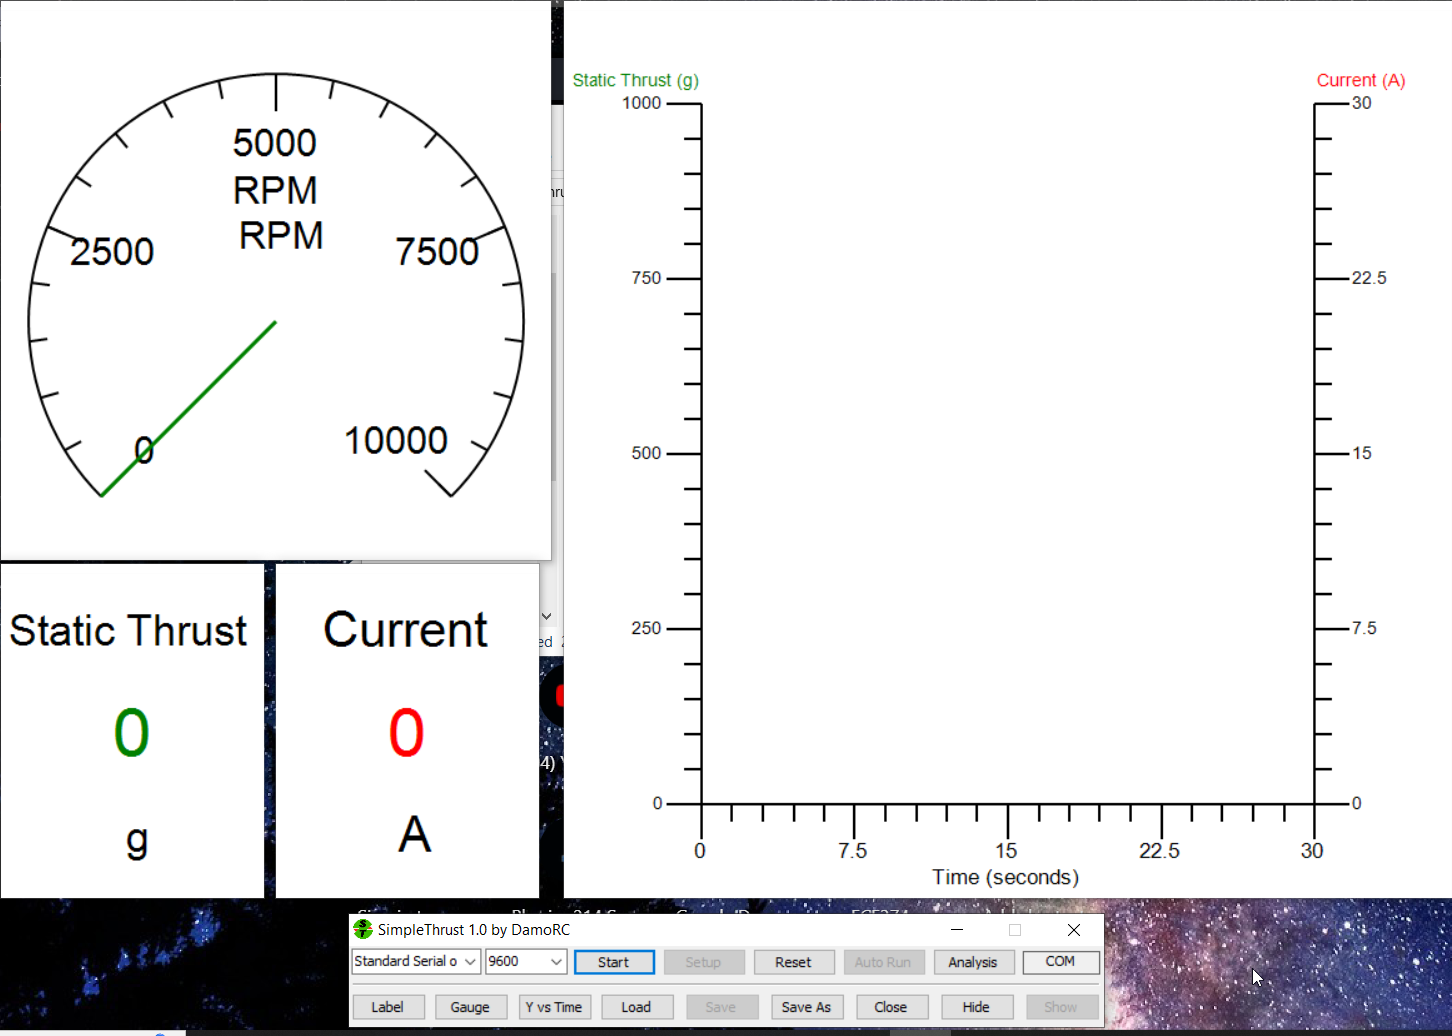 5000
RPM
RPM
2500
7500
0
10000
Static Thrust
0
g
Current
0
A
Static Thrust (g)
Current (A)
1000
30
750
22.5
500
15
250
7.5
0
0
0 7.5 15 22.5 30
Time (seconds)
ed
4)
SimpleThrust 1.0 by DamoRC
Standard Serial o 9600 Start Setup Reset Auto Run Analysis COM
Label Gauge Y vs Time Load Save Save As Close Hide Show